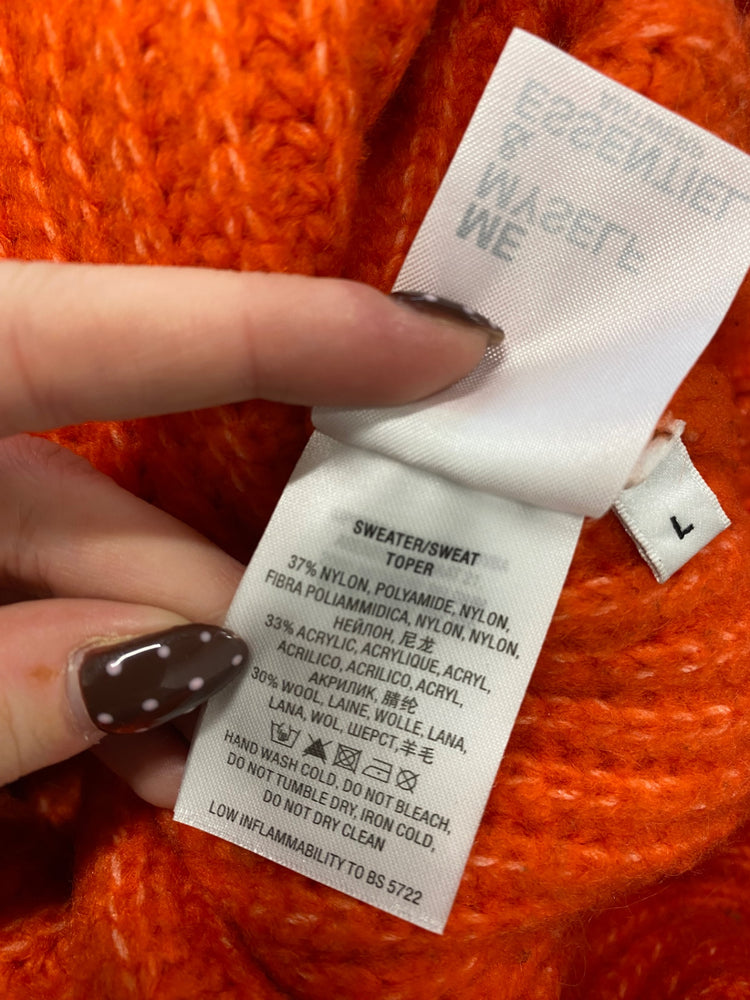 ME
MYSELF
&
ESSENTIEL
ANTWERP
L
SWEATER/SWEAT
TOPER
37% NYLON, POLYAMIDE, NYLON,
FIBRA POLIAMMIDICA, NYLON, NYLON,
НЕЙЛОН, 尼龙
33% ACRYLIC, ACRYLIQUE, ACRYL,
ACRILICO, ACRILICO, ACRYL,
АКРИЛИК, 腈纶
30% WOOL, LAINE, WOLLE, LANA,
LANA, WOL, ШЕРСТ, 羊毛
HAND WASH COLD, DO NOT BLEACH,
DO NOT TUMBLE DRY, IRON COLD,
DO NOT DRY CLEAN
LOW INFLAMMABILITY TO BS 5722